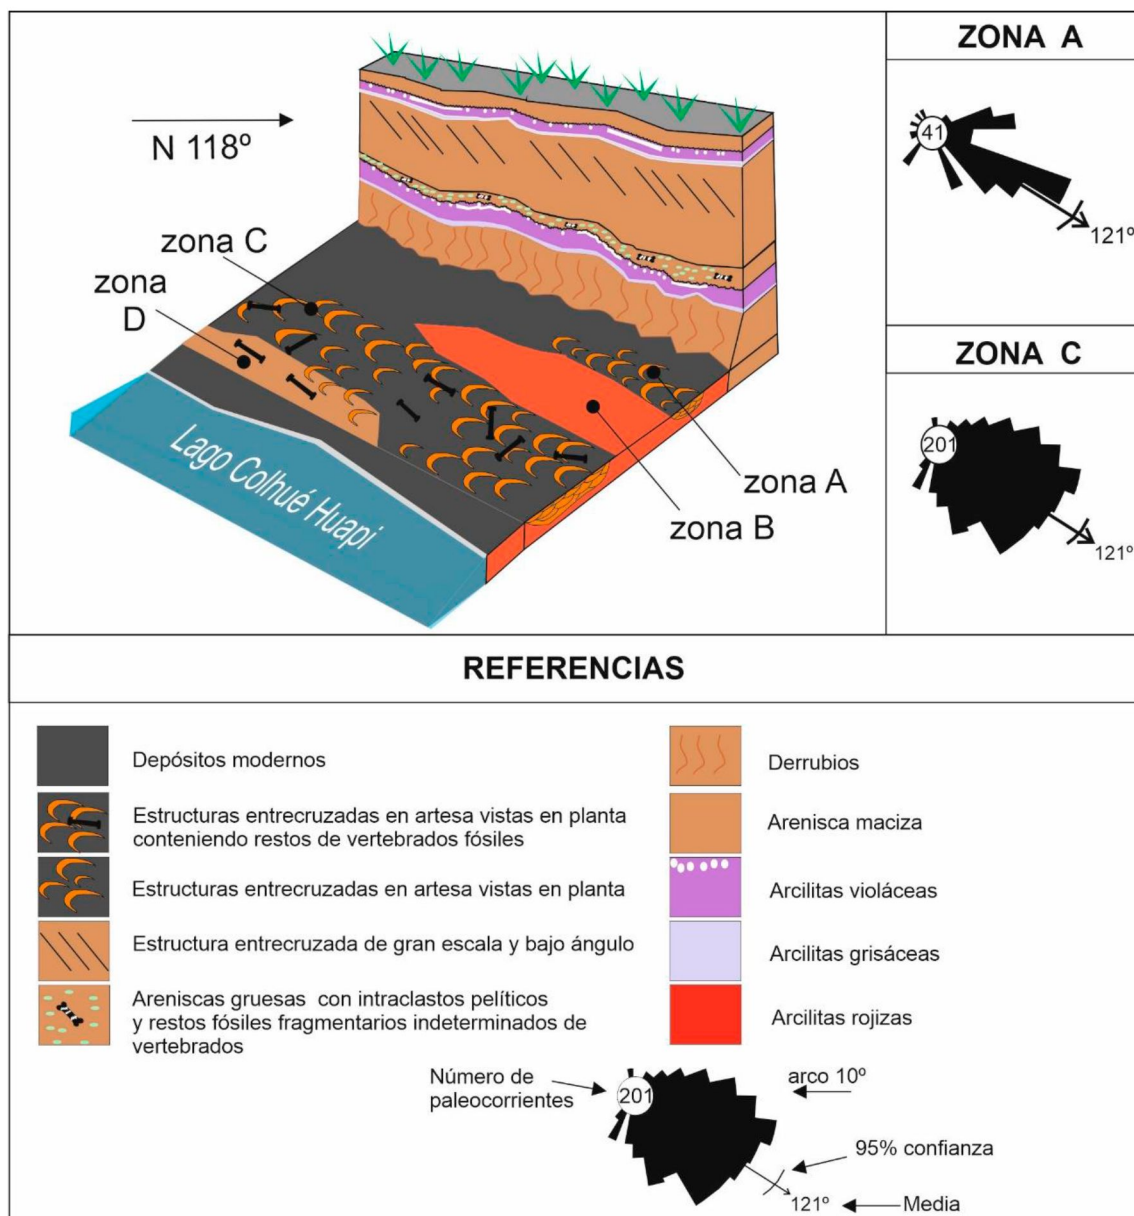 N 118º
zona C
zona
D
Lago Colhué Huapi
zona A
zona B
ZONA A
41
121º
ZONA C
201
121º
REFERENCIAS
Depósitos modernos
Estructuras entrecruzadas en artesa vistas en planta
conteniendo restos de vertebrados fósiles
Estructuras entrecruzadas en artesa vistas en planta
Estructura entrecruzada de gran escala y bajo ángulo
Areniscas gruesas con intraclastos pelíticos
y restos fósiles fragmentarios indeterminados de
vertebrados
Derrubios
Arenisca maciza
Arcilitas violáceas
Arcilitas grisáceas
Arcilitas rojizas
Número de
paleocorrientes
201
arco 10º
95% confianza
121º
Media